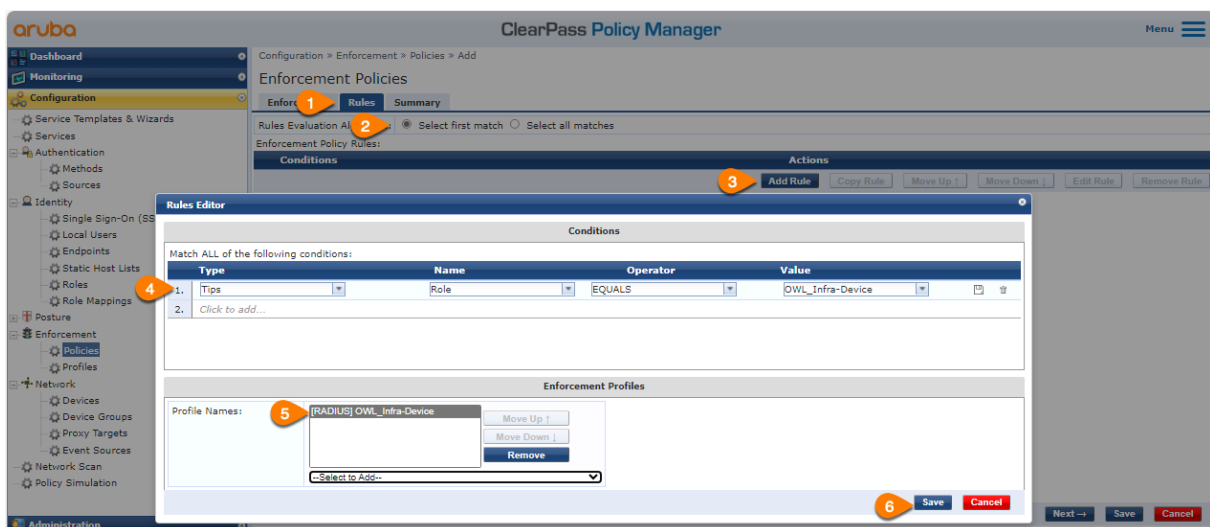 aruba
ClearPass Policy Manager
Menu
Dashboard
Configuration » Enforcement » Policies » Add
Monitoring
Enforcement Policies
Configuration
1
Rules
Summary
Service Templates & Wizards
Rules Evaluation
2
Select first match
Select all matches
Services
Enforcement Policy Rules:
Authentication
Conditions
Actions
Methods
3
Add Rule
Copy Rule
Move Up ↑
Move Down ↓
Edit Rule
Remove Rule
Sources
Identity
Rules Editor
Single Sign-On (SS
Conditions
Local Users
Endpoints
Match ALL of the following conditions:
Static Host Lists
Type
Name
Operator
Value
Roles
4
1.
Tips
Role
EQUALS
OWL_Infra-Device
Role Mappings
2.
Click to add...
Posture
Enforcement
Policies
Profiles
Enforcement Profiles
Network
Devices
Profile Names:
5
[RADIUS] OWL_Infra-Device
Move Up ↑
Device Groups
Move Down ↓
Proxy Targets
Remove
Event Sources
--Select to Add--
Network Scan
Policy Simulation
6
Save
Cancel
Next →
Save
Cancel
Administration